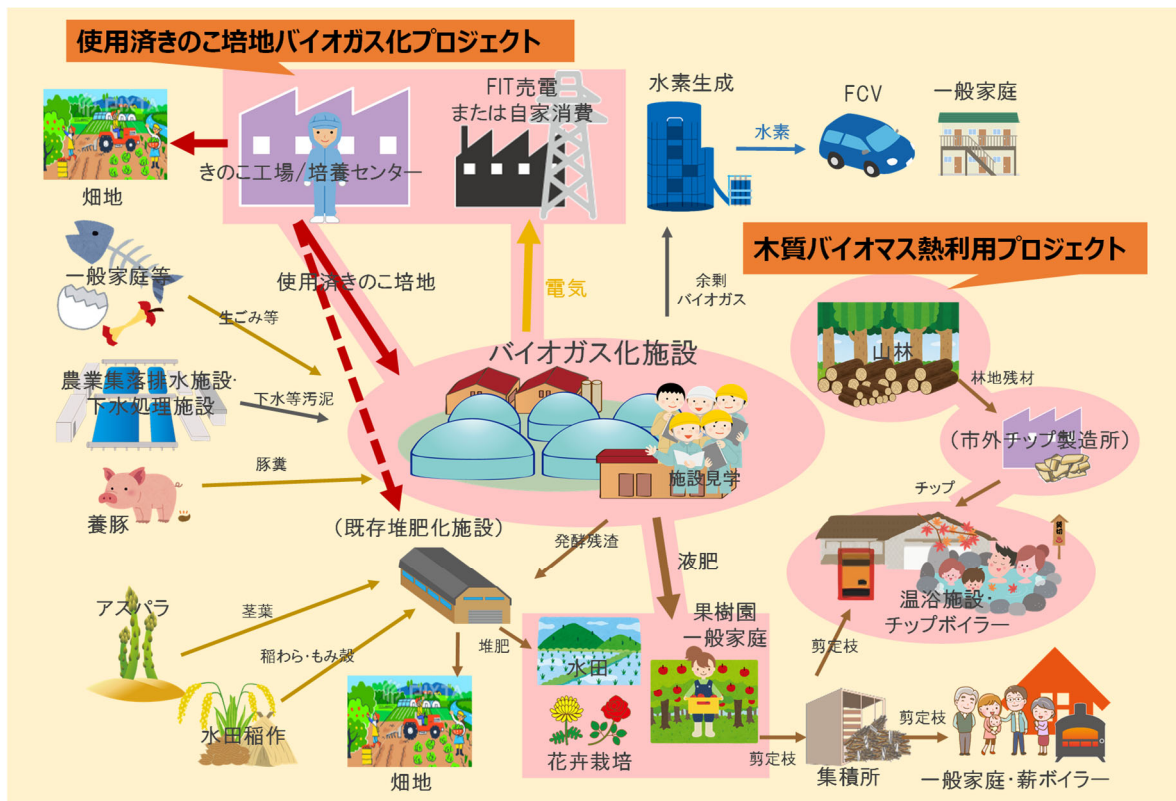 使用済きのこ培地バイオガス化プロジェクト
FIT売電
または自家消費
きのこ工場/培養センター
畑地
水素生成
水素
FCV
一般家庭
木質バイオマス熱利用プロジェクト
一般家庭等
使用済きのこ培地
電気
余剰
バイオガス
生ごみ等
バイオガス化施設
山林
林地残材
農業集落排水施設・
下水処理施設
下水等汚泥
(市外チップ製造所)
豚糞
施設見学
チップ
養豚
(既存堆肥化施設)
発酵残渣
液肥
温浴施設・
チップボイラー
アスパラ
茎葉
果樹園
一般家庭
剪定枝
稲わら・もみ殻
堆肥
水田
水田稲作
畑地
花卉栽培
剪定枝
集積所
剪定枝
一般家庭・薪ボイラー